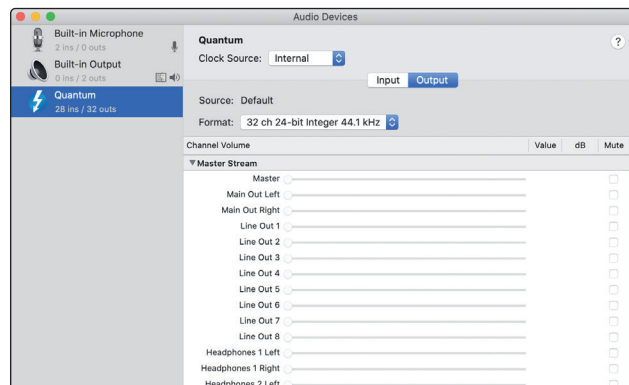 Audio Devices
Built-in Microphone
2 ins / 0 outs
Built-in Output
0 ins / 2 outs
Quantum
28 ins / 32 outs
Quantum
?
Clock Source: Internal
Input Output
Source: Default
Format: 32 ch 24-bit Integer 44.1 kHz
Channel Volume Value dB Mute
Master Stream
Master
Main Out Left
Main Out Right
Line Out 1
Line Out 2
Line Out 3
Line Out 4
Line Out 5
Line Out 6
Line Out 7
Line Out 8
Headphones 1 Left
Headphones 1 Right
Headphones 2 Left